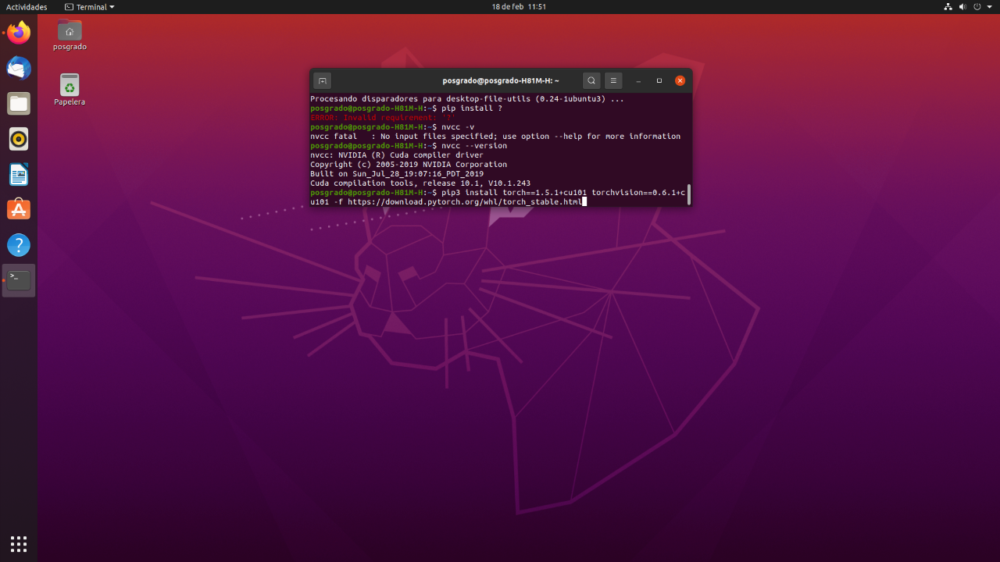 Actividades
Terminal
18 de feb 11:51
posgrado
Papelera
posgrado@posgrado-H81M-H: ~
Procesando disparadores para desktop-file-utils (0.24-1ubuntu3) ...
posgrado@posgrado-H81M-H:~$ pip install ?
ERROR: Invalid requirement: '?'
posgrado@posgrado-H81M-H:~$ nvcc -v
nvcc fatal   : No input files specified; use option --help for more information
posgrado@posgrado-H81M-H:~$ nvcc --version
nvcc: NVIDIA (R) Cuda compiler driver
Copyright (c) 2005-2019 NVIDIA Corporation
Built on Sun_Jul_28_19:07:16_PDT_2019
Cuda compilation tools, release 10.1, V10.1.243
posgrado@posgrado-H81M-H:~$ pip3 install torch==1.5.1+cu101 torchvision==0.6.1+c
u101 -f https://download.pytorch.org/whl/torch_stable.html